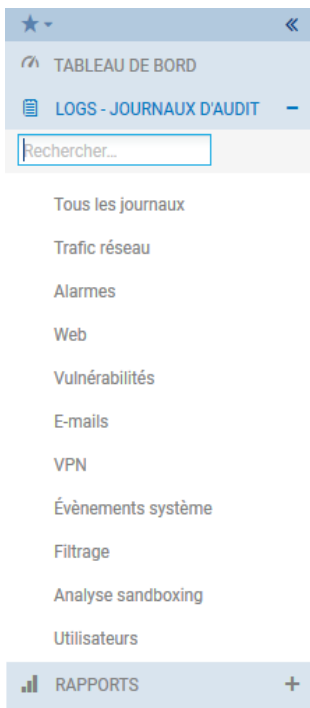 TABLEAU DE BORD
LOGS - JOURNAUX D'AUDIT
Rechercher...
Tous les journaux
Trafic réseau
Alarmes
Web
Vulnérabilités
E-mails
VPN
Évènements système
Filtrage
Analyse sandboxing
Utilisateurs
RAPPORTS